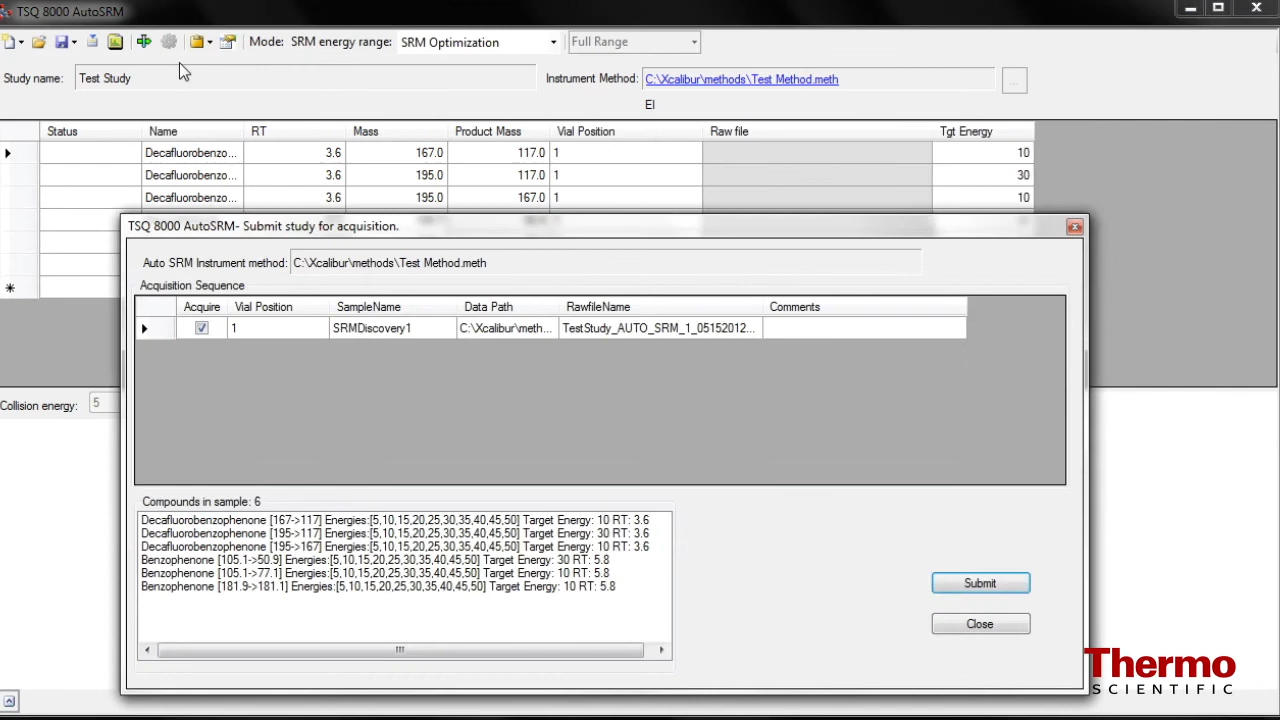 TSQ 8000 AutoSRM
Mode: SRM energy range: SRM Optimization Full Range
Study name: Test Study Instrument Method: C:\Xcalibur\methods\Test Method.meth ...
EI
Status Name RT Mass Product Mass Vial Position Raw file Tgt Energy
Decafluorobenzo... 3.6 167.0 117.0 1 10
Decafluorobenzo... 3.6 195.0 117.0 1 30
Decafluorobenzo... 3.6 195.0 167.0 1 10
TSQ 8000 AutoSRM- Submit study for acquisition.
Auto SRM Instrument method: C:\Xcalibur\methods\Test Method.meth
Acquisition Sequence
Acquire Vial Position SampleName Data Path RawfileName Comments
1 SRMDiscovery1 C:\Xcalibur\meth... TestStudy_AUTO_SRM_1_05152012...
Collision energy: 5
Compounds in sample: 6
Decafluorobenzophenone [167->117] Energies:[5,10,15,20,25,30,35,40,45,50] Target Energy: 10 RT: 3.6
Decafluorobenzophenone [195->117] Energies:[5,10,15,20,25,30,35,40,45,50] Target Energy: 30 RT: 3.6
Decafluorobenzophenone [195->167] Energies:[5,10,15,20,25,30,35,40,45,50] Target Energy: 10 RT: 3.6
Benzophenone [105.1->50.9] Energies:[5,10,15,20,25,30,35,40,45,50] Target Energy: 30 RT: 5.8
Benzophenone [105.1->77.1] Energies:[5,10,15,20,25,30,35,40,45,50] Target Energy: 10 RT: 5.8
Benzophenone [181.9->181.1] Energies:[5,10,15,20,25,30,35,40,45,50] Target Energy: 10 RT: 5.8
Submit
Close
Thermo
SCIENTIFIC